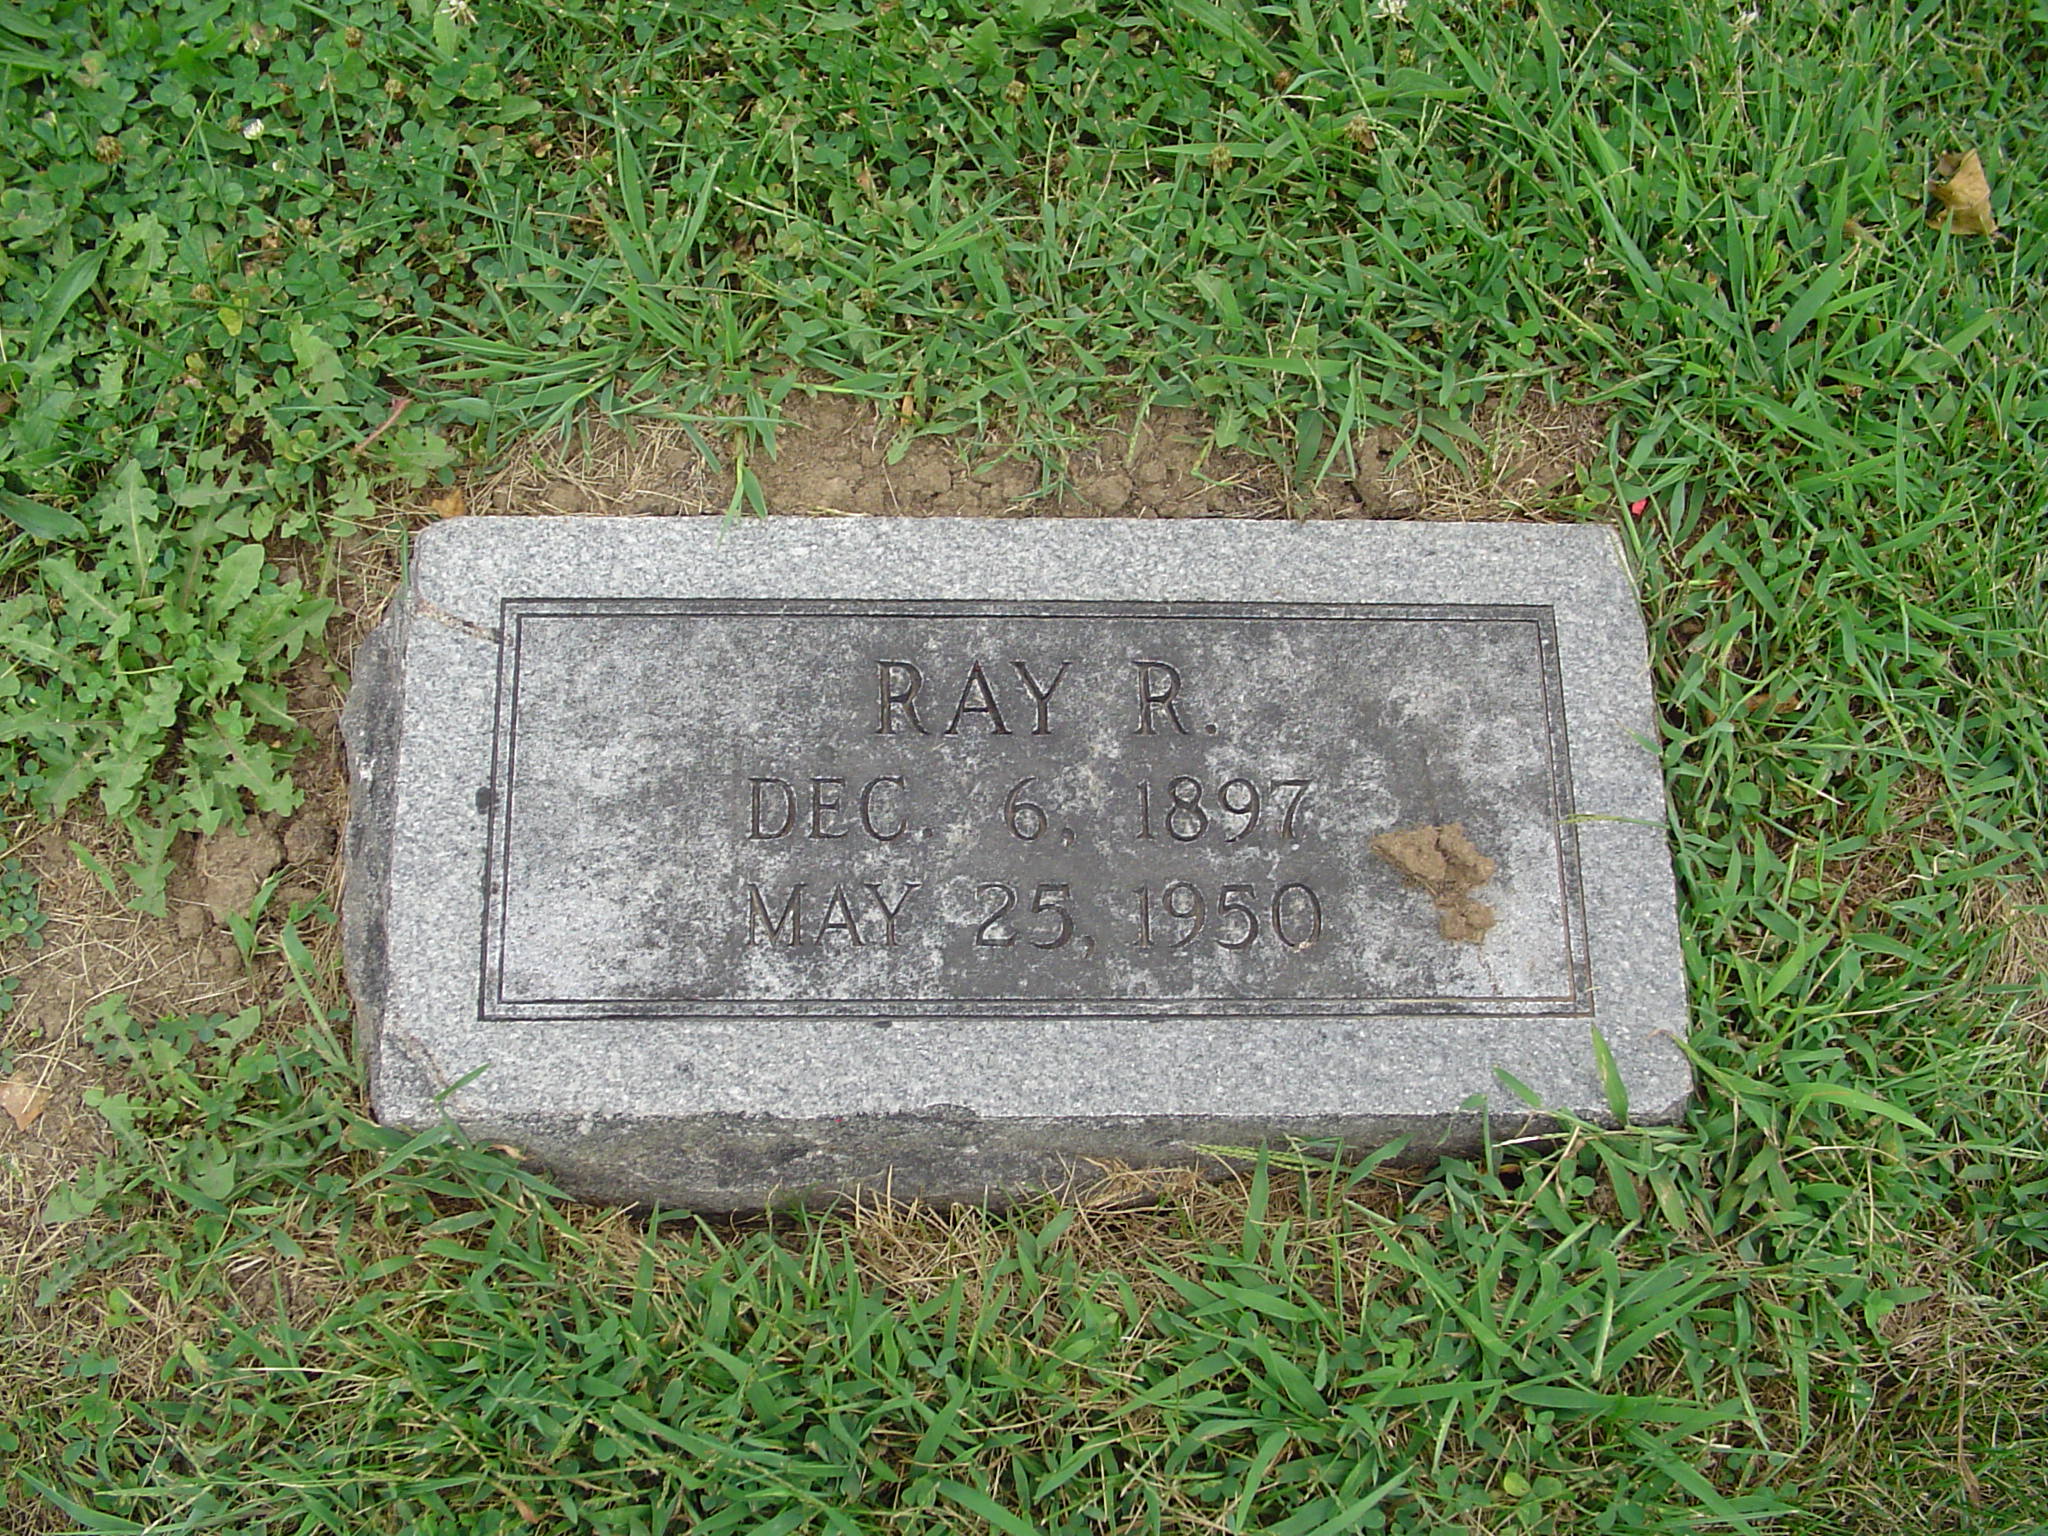 RAY R.
DEC. 6, 1897
MAY 25, 1950